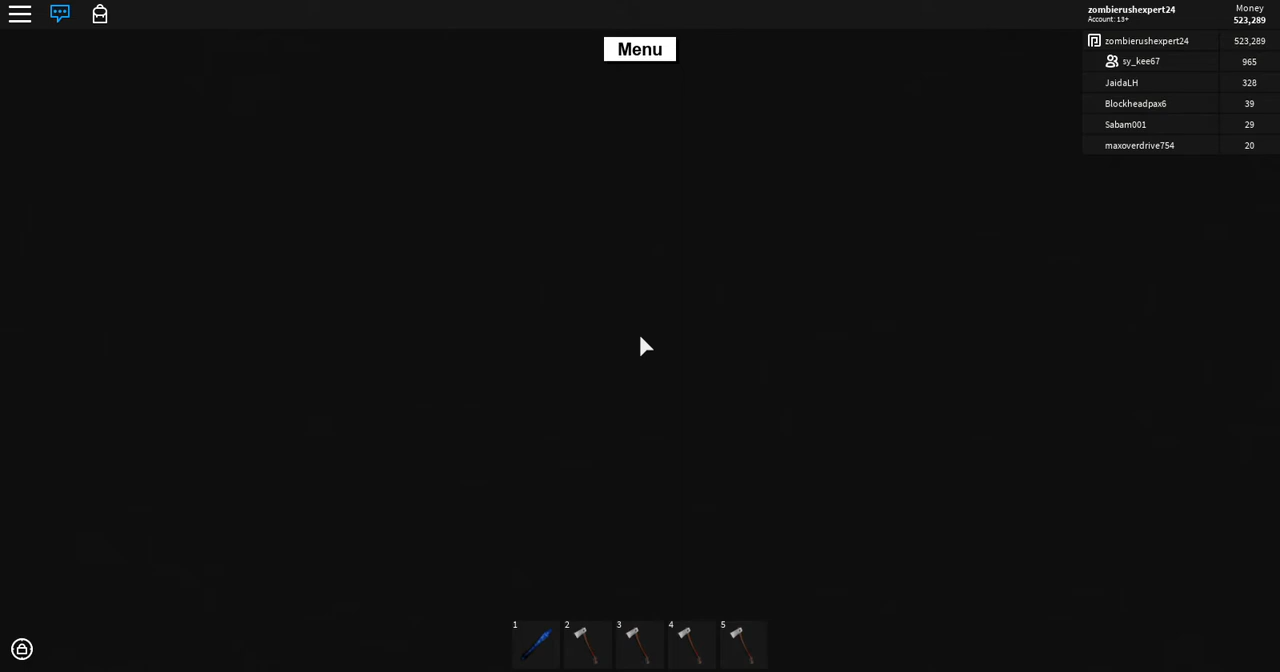 zombierushexpert24
Account: 13+
Money
523,289
Menu
zombierushexpert24 523,289
sy_kee67 965
JaidaLH 328
Blockheadpax6 39
Sabam001 29
maxoverdrive754 20
1 2 3 4 5